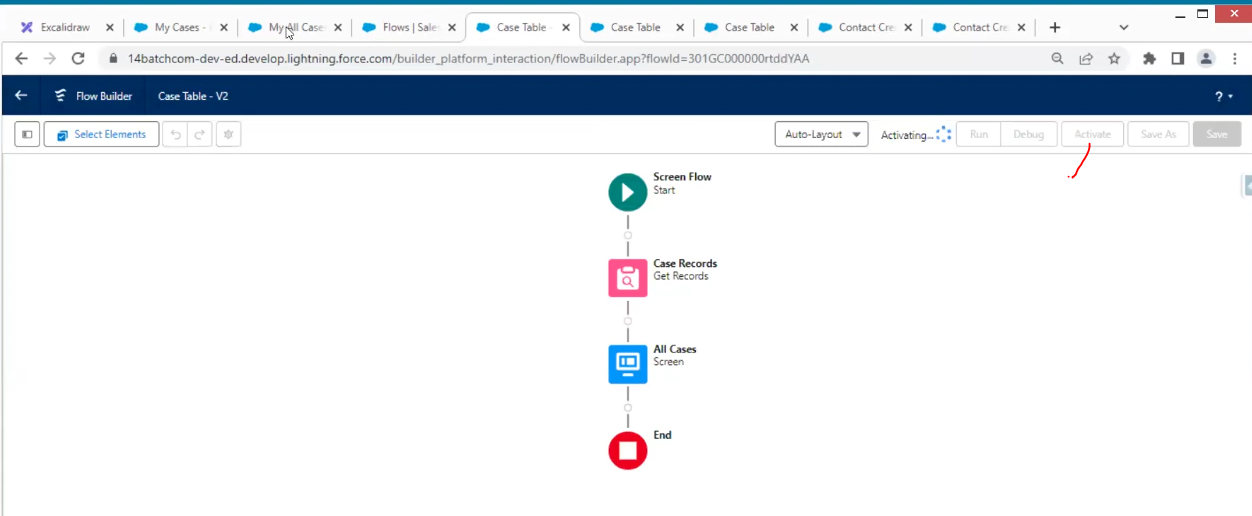 Excalidraw
My Cases -
My All Cases
Flows | Sales
Case Table -
Case Table
Case Table
Contact Cre
Contact Cre
14batchcom-dev-ed.develop.lightning.force.com/builder_platform_interaction/flowBuilder.app?flowId=301GC000000rtddYAA
Flow Builder
Case Table - V2
?
Select Elements
Auto-Layout
Activating...
Run
Debug
Activate
Save As
Save
Screen Flow
Start
Case Records
Get Records
All Cases
Screen
End